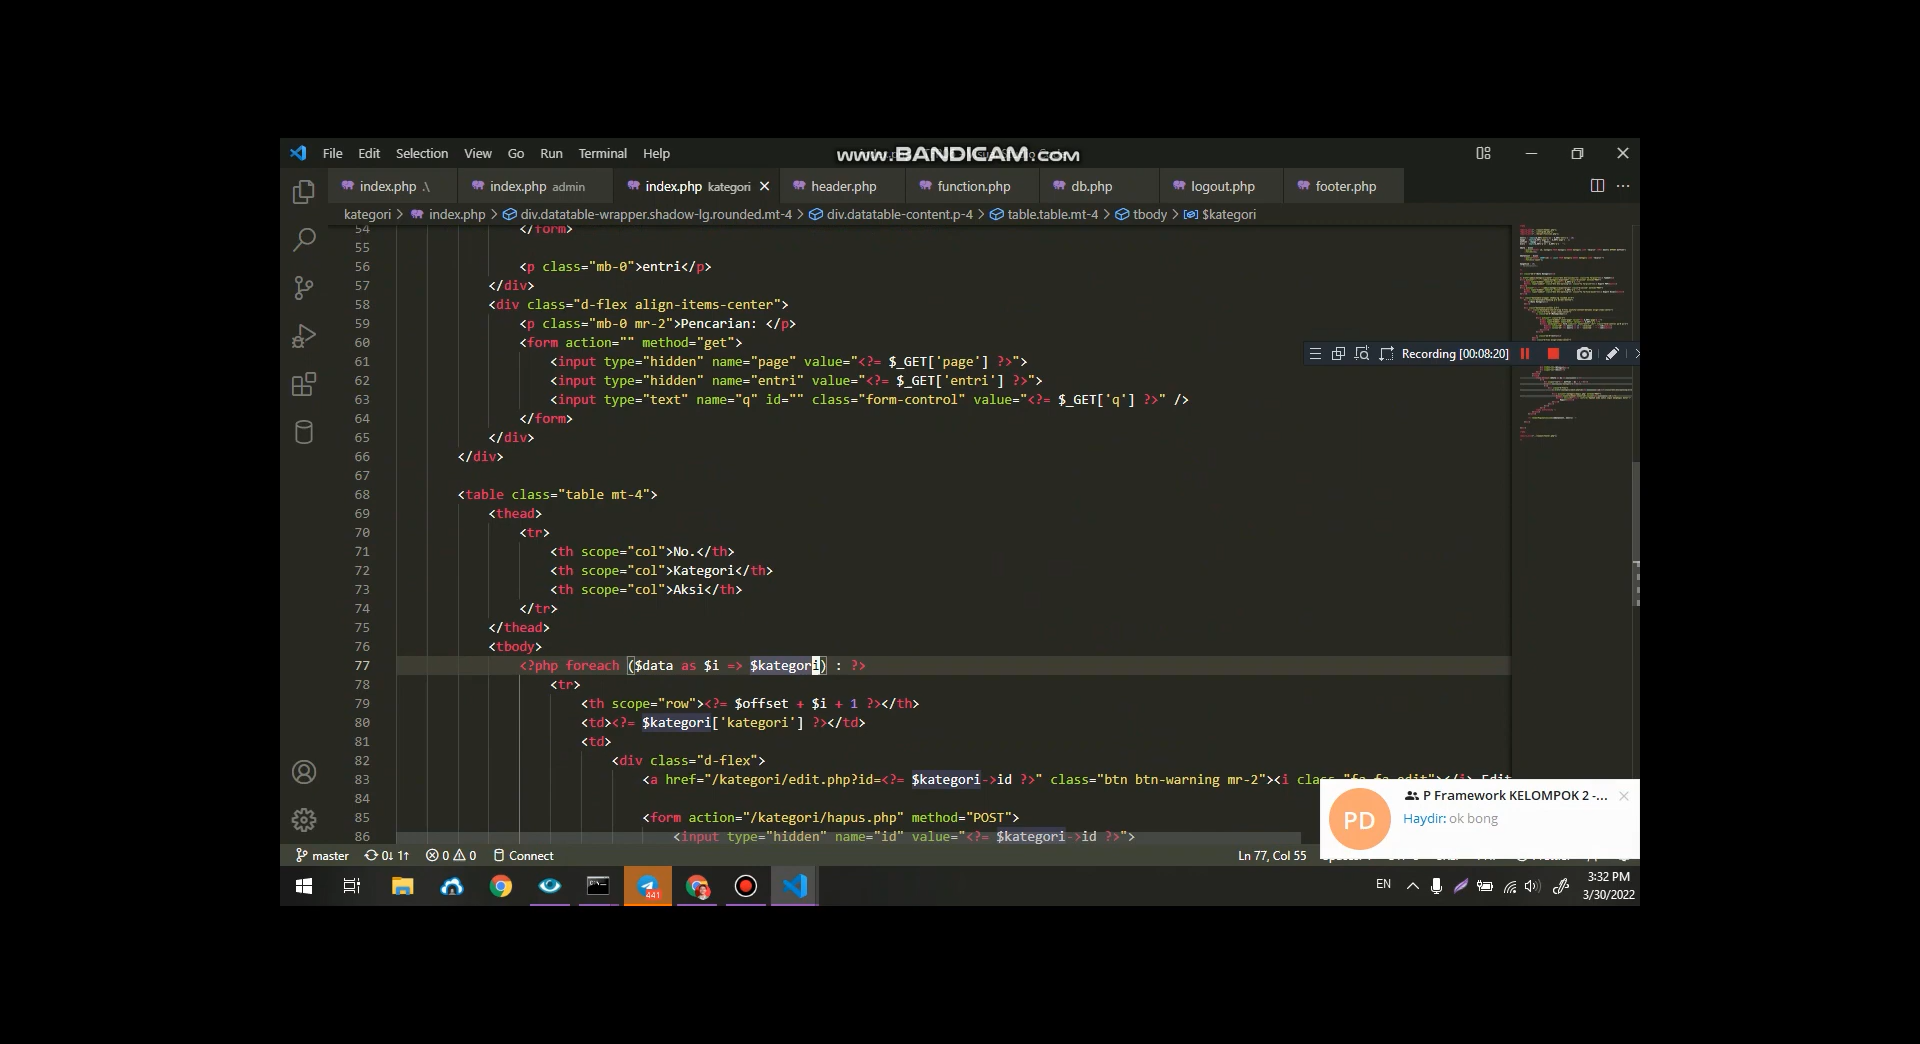 File Edit Selection View Go Run Terminal Help
www.BANDICAM.com
index.php .\ index.php admin index.php kategori header.php function.php db.php logout.php footer.php
kategori > index.php > div.datatable-wrapper.shadow-lg.rounded.mt-4 > div.datatable-content.p-4 > table.table.mt-4 > tbody > $kategori
54 </form>
55
56 <p class="mb-0">entri</p>
57 </div>
58 <div class="d-flex align-items-center">
59 <p class="mb-0 mr-2">Pencarian: </p>
60 <form action="" method="get">
61 <input type="hidden" name="page" value="<?= $_GET['page'] ?>">
62 <input type="hidden" name="entri" value="<?= $_GET['entri'] ?>">
63 <input type="text" name="q" id="" class="form-control" value="<?= $_GET['q'] ?>" />
64 </form>
65 </div>
66 </div>
67
68 <table class="table mt-4">
69 <thead>
70 <tr>
71 <th scope="col">No.</th>
72 <th scope="col">Kategori</th>
73 <th scope="col">Aksi</th>
74 </tr>
75 </thead>
76 <tbody>
77 <?php foreach ($data as $i => $kategori) : ?>
78 <tr>
79 <th scope="row"><?= $offset + $i + 1 ?></th>
80 <td><?= $kategori['kategori'] ?></td>
81 <td>
82 <div class="d-flex">
83 <a href="/kategori/edit.php?id=<?= $kategori->id ?>" class="btn btn-warning mr-2"><i class="fa fa-edit"></i> Edit
84
85 <form action="/kategori/hapus.php" method="POST">
86 <input type="hidden" name="id" value="<?= $kategori->id ?>">
Recording [00:08:20]
PD
P Framework KELOMPOK 2 -...
Haydir: ok bong
master 0↓ 1↑ 0 0 Connect
Ln 77, Col 55
441
EN
3:32 PM
3/30/2022